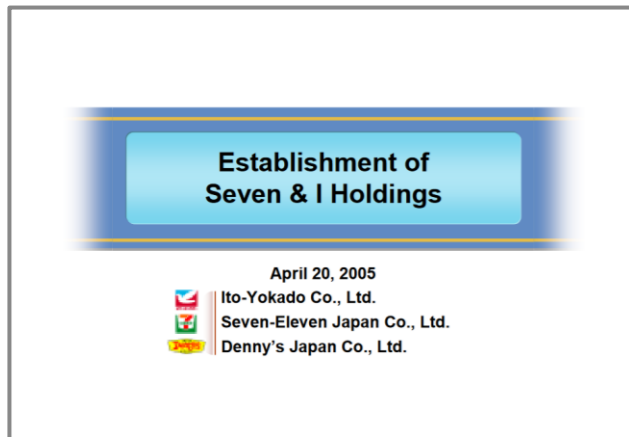 Establishment of
Seven & I Holdings
April 20, 2005
Ito-Yokado Co., Ltd.
Seven-Eleven Japan Co., Ltd.
Denny's Japan Co., Ltd.